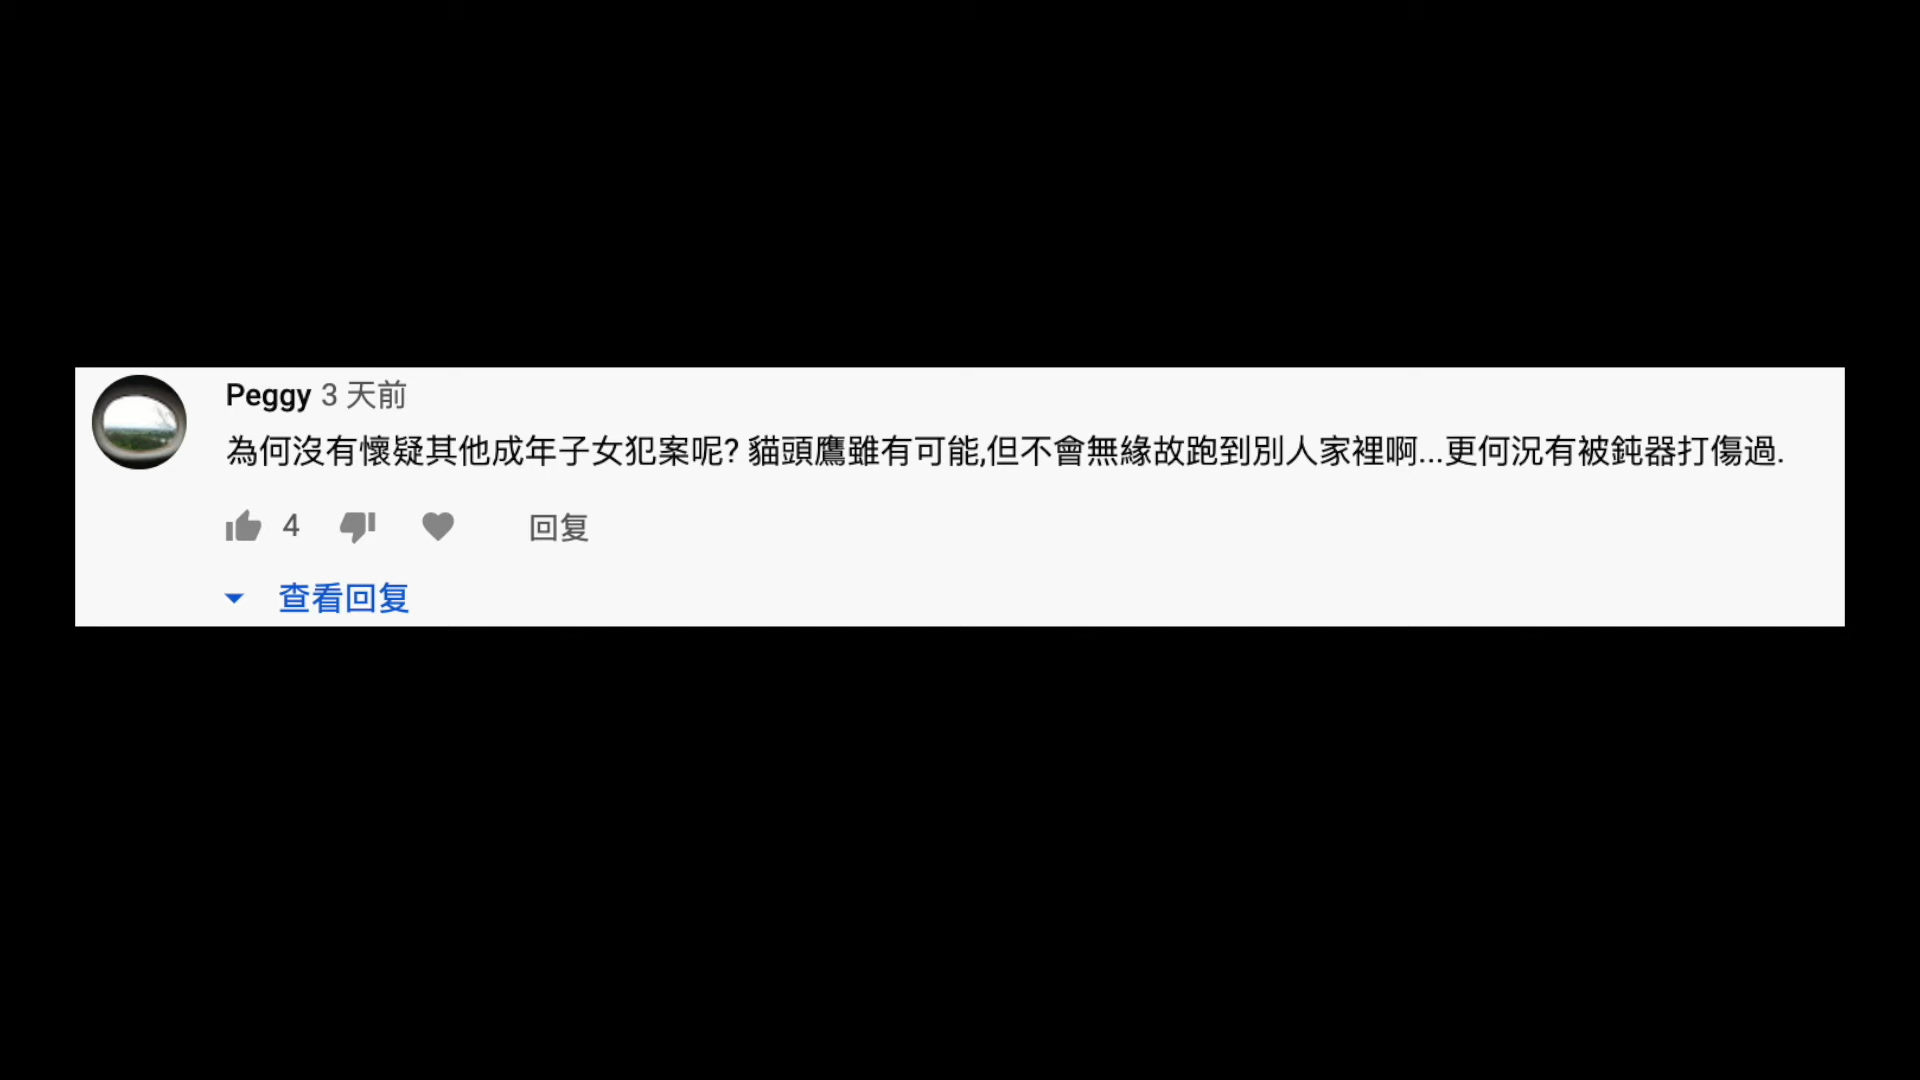 Peggy 3 天前
為何沒有懷疑其他成年子女犯案呢? 貓頭鷹雖有可能,但不會無緣故跑到別人家裡啊...更何況有被鈍器打傷過.
4 回复
查看回复